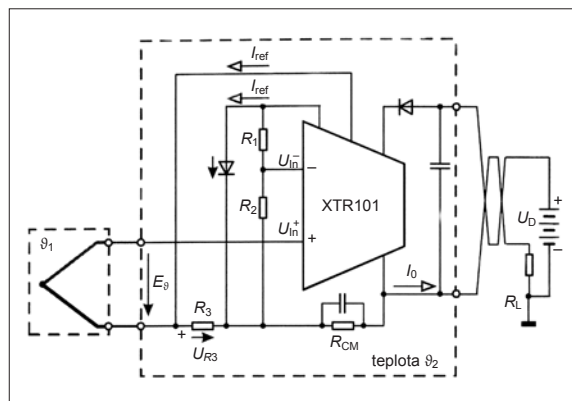 I_ref
I_ref
R_1
U_In^−
−
XTR101
R_2
U_In^+
+
ϑ_1
E_ϑ
I_0
U_D
+
−
R_3
+
U_R3
R_CM
R_L
teplota ϑ_2